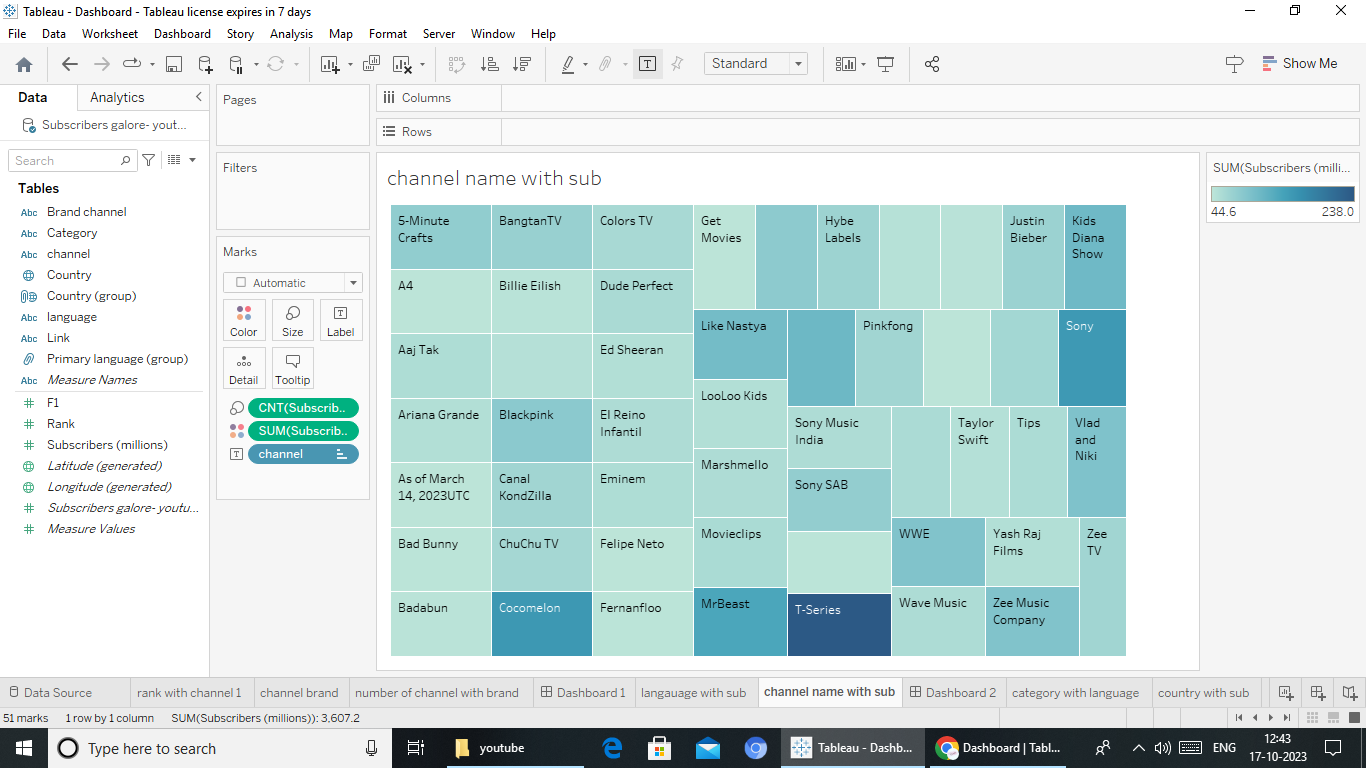 Tableau - Dashboard - Tableau license expires in 7 days
File Data Worksheet Dashboard Story Analysis Map Format Server Window Help
Standard
Show Me
Data Analytics
Subscribers galore- yout...
Search
Tables
Abc Brand channel
Abc Category
Abc channel
Country
Country (group)
Abc language
Abc Link
Primary language (group)
Abc Measure Names
F1
Rank
Subscribers (millions)
Latitude (generated)
Longitude (generated)
Subscribers galore- youtu...
Measure Values
Pages
Filters
Marks
Automatic
Color Size Label
Detail Tooltip
CNT(Subscrib..
SUM(Subscrib..
channel
Columns
Rows
channel name with sub
5-Minute
Crafts
A4
Aaj Tak
Ariana Grande
As of March
14, 2023UTC
Bad Bunny
Badabun
BangtanTV
Billie Eilish
Blackpink
Canal
KondZilla
ChuChu TV
Cocomelon
Colors TV
Dude Perfect
Ed Sheeran
El Reino
Infantil
Eminem
Felipe Neto
Fernanfloo
Get
Movies
Hybe
Labels
Justin
Bieber
Kids
Diana
Show
Like Nastya
LooLoo Kids
Marshmello
Movieclips
MrBeast
Pinkfong
Sony
Sony Music
India
Sony SAB
T-Series
Taylor
Swift
Tips
Vlad
and
Niki
WWE
Wave Music
Yash Raj
Films
Zee Music
Company
Zee
TV
SUM(Subscribers (milli...
44.6 238.0
Data Source rank with channel 1 channel brand number of channel with brand Dashboard 1 langauage with sub channel name with sub Dashboard 2 category with language country with sub
51 marks 1 row by 1 column SUM(Subscribers (millions)): 3,607.2
Type here to search
youtube
Tableau - Dashb...
Dashboard | Tabl...
ENG
12:43
17-10-2023